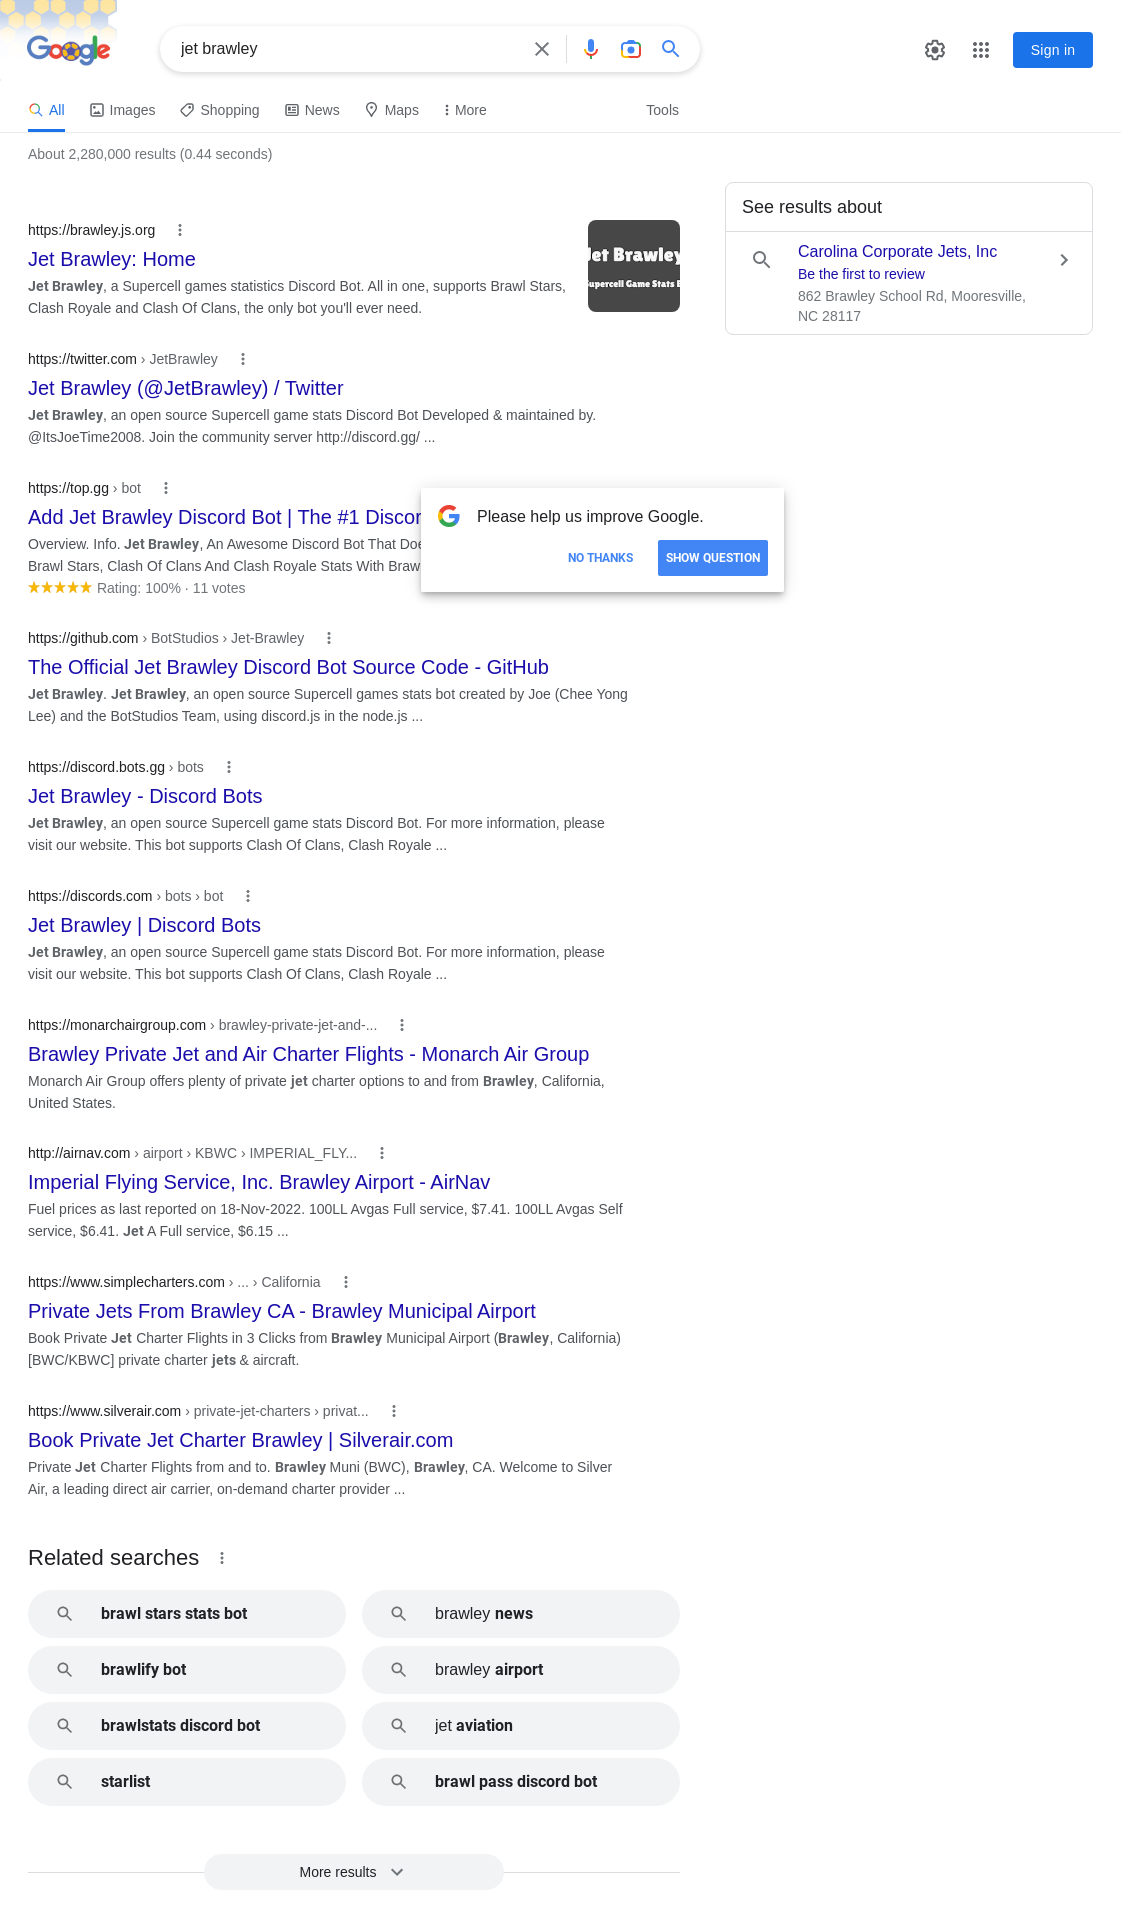 Google
jet brawley
Sign in
All Images Shopping News Maps More Tools
About 2,280,000 results (0.44 seconds)
See results about
Carolina Corporate Jets, Inc
Be the first to review
862 Brawley School Rd, Mooresville,
NC 28117
https://brawley.js.org
Jet Brawley: Home
Jet Brawley, a Supercell games statistics Discord Bot. All in one, supports Brawl Stars,
Clash Royale and Clash Of Clans, the only bot you'll ever need.
Jet Brawley
Supercell Game Stats
https://twitter.com › JetBrawley
Jet Brawley (@JetBrawley) / Twitter
Jet Brawley, an open source Supercell game stats Discord Bot Developed & maintained by.
@ItsJoeTime2008. Join the community server http://discord.gg/ ...
https://top.gg › bot
Add Jet Brawley Discord Bot | The #1
Overview. Info. Jet Brawley, An Awesome Discord Bot That
Brawl Stars, Clash Of Clans And Clash Royale Stats With
Rating: 100% · 11 votes
Please help us improve Google.
NO THANKS SHOW QUESTION
https://github.com › BotStudios › Jet-Brawley
The Official Jet Brawley Discord Bot Source Code - GitHub
Jet Brawley. Jet Brawley, an open source Supercell games stats bot created by Joe (Chee Yong
Lee) and the BotStudios Team, using discord.js in the node.js ...
https://discord.bots.gg › bots
Jet Brawley - Discord Bots
Jet Brawley, an open source Supercell game stats Discord Bot. For more information, please
visit our website. This bot supports Clash Of Clans, Clash Royale ...
https://discords.com › bots › bot
Jet Brawley | Discord Bots
Jet Brawley, an open source Supercell game stats Discord Bot. For more information, please
visit our website. This bot supports Clash Of Clans, Clash Royale ...
https://monarchairgroup.com › brawley-private-jet-and-...
Brawley Private Jet and Air Charter Flights - Monarch Air Group
Monarch Air Group offers plenty of private jet charter options to and from Brawley, California,
United States.
http://airnav.com › airport › KBWC › IMPERIAL_FLY...
Imperial Flying Service, Inc. Brawley Airport - AirNav
Fuel prices as last reported on 18-Nov-2022. 100LL Avgas Full service, $7.41. 100LL Avgas Self
service, $6.41. Jet A Full service, $6.15 ...
https://www.simplecharters.com › ... › California
Private Jets From Brawley CA - Brawley Municipal Airport
Book Private Jet Charter Flights in 3 Clicks from Brawley Municipal Airport (Brawley, California)
[BWC/KBWC] private charter jets & aircraft.
https://www.silverair.com › private-jet-charters › privat...
Book Private Jet Charter Brawley | Silverair.com
Private Jet Charter Flights from and to. Brawley Muni (BWC), Brawley, CA. Welcome to Silver
Air, a leading direct air carrier, on-demand charter provider ...
Related searches
brawl stars stats bot
brawley news
brawlify bot
brawley airport
brawlstats discord bot
jet aviation
starlist
brawl pass discord bot
More results